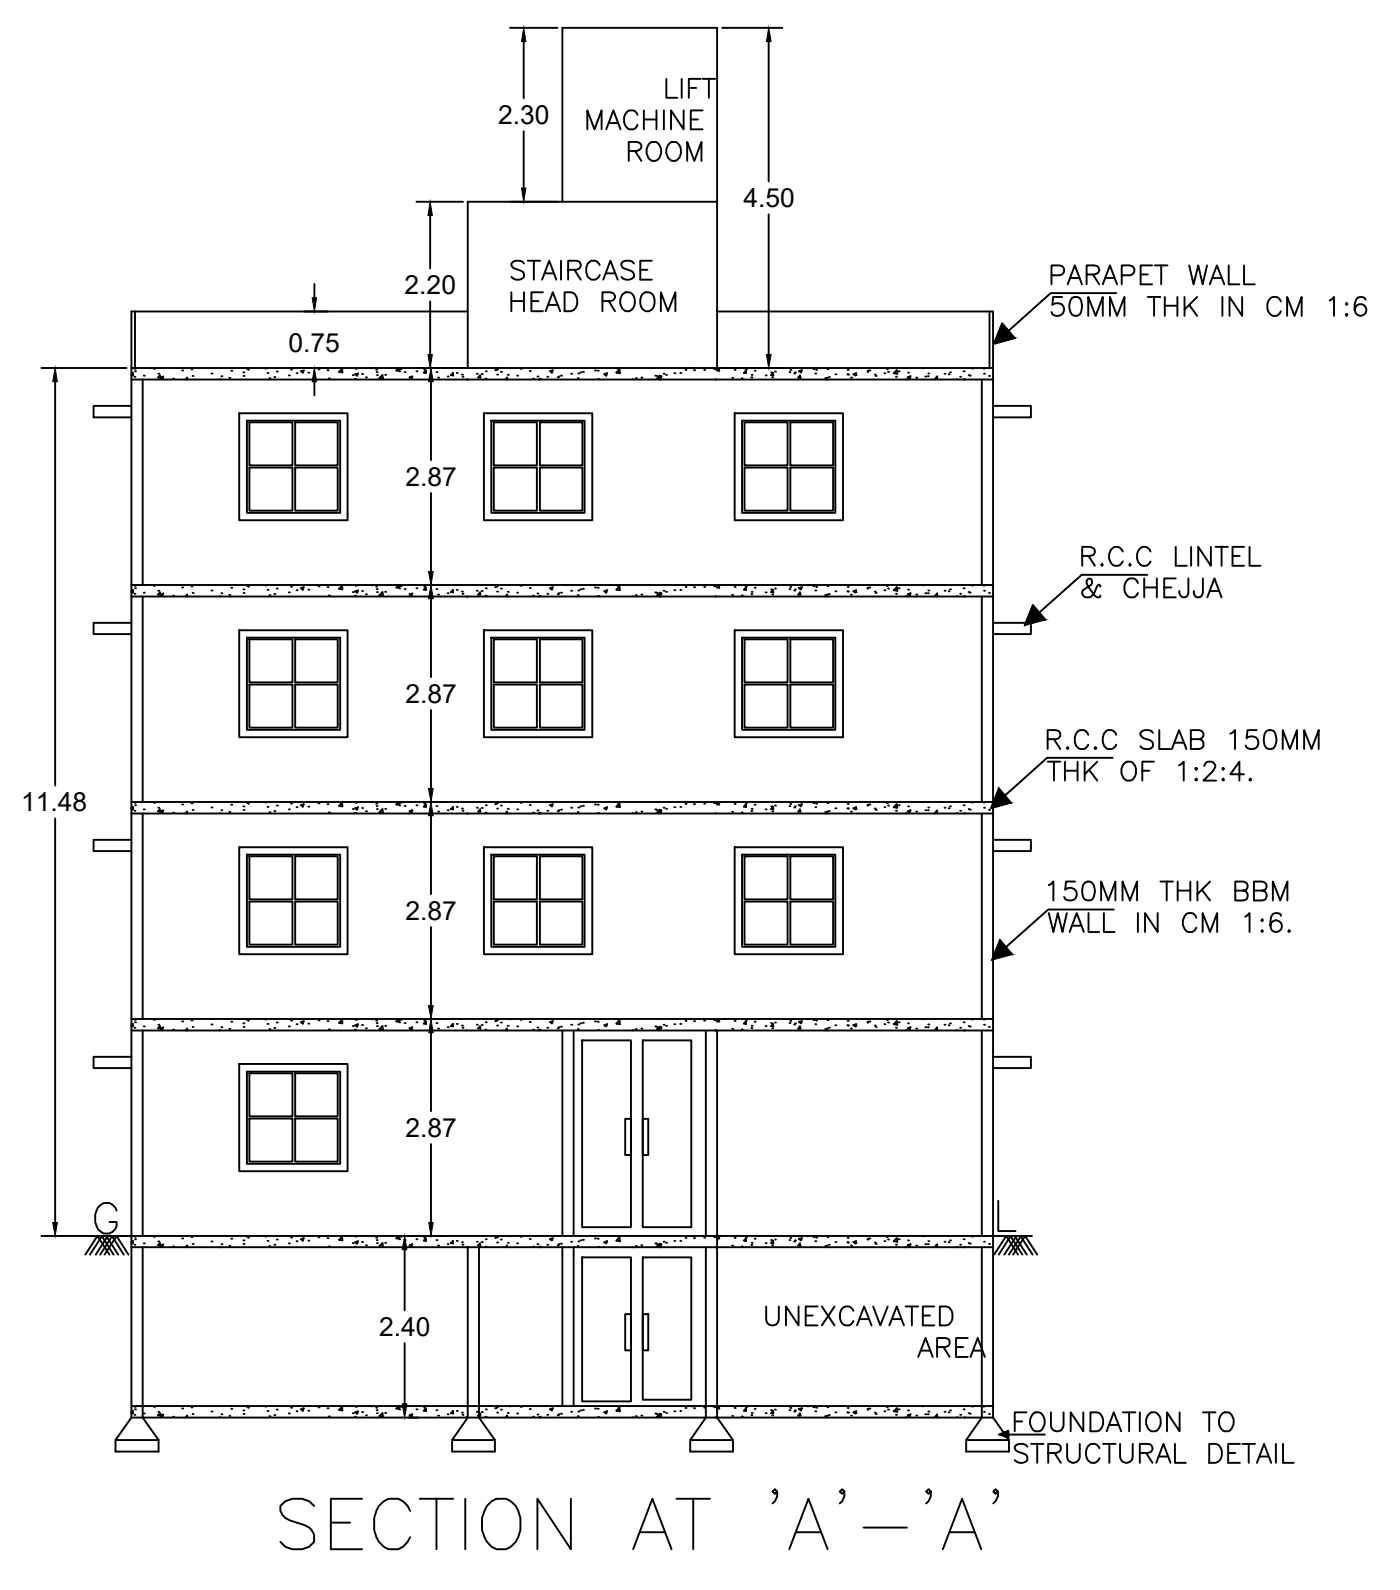 LIFT
MACHINE
ROOM
2.30
4.50
STAIRCASE
HEAD ROOM
2.20
0.75
PARAPET WALL
50MM THK IN CM 1:6
2.87
R.C.C LINTEL
& CHEJJA
2.87
R.C.C SLAB 150MM
THK OF 1:2:4.
11.48
150MM THK BBM
WALL IN CM 1:6.
2.87
2.87
G
L
2.40
UNEXCAVATED
AREA
FOUNDATION TO
STRUCTURAL DETAIL
SECTION AT 'A'-'A'